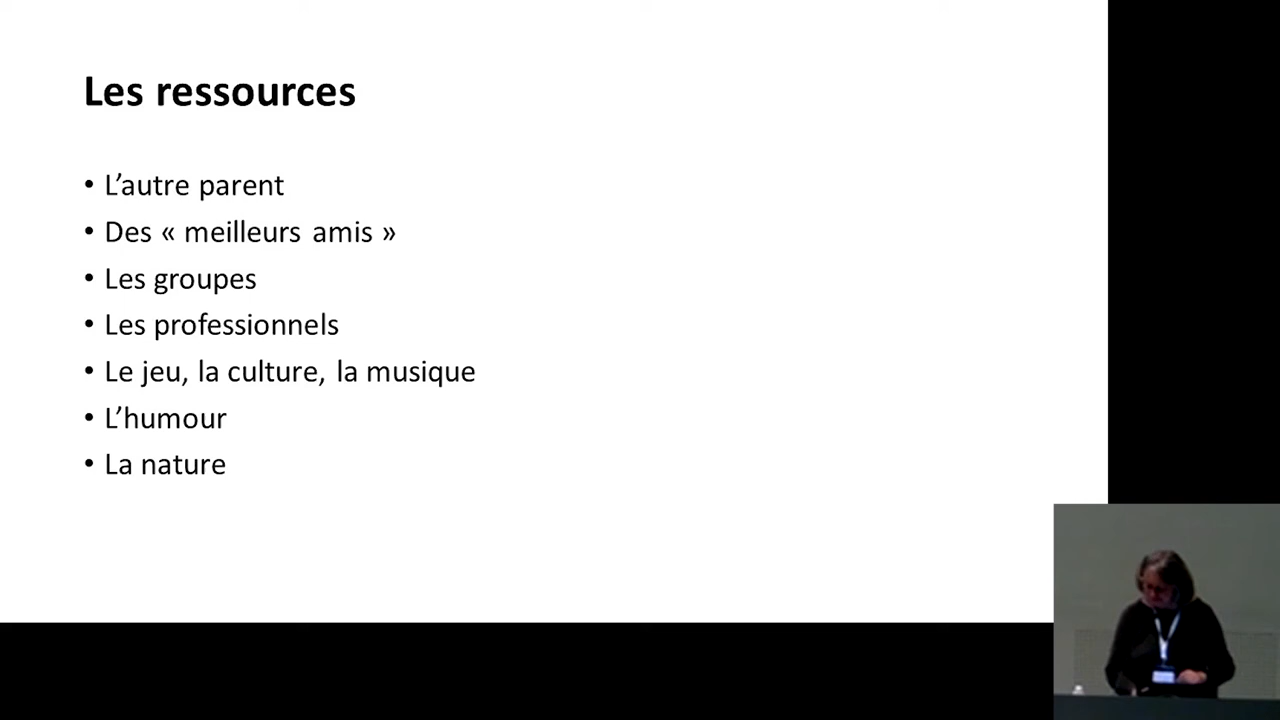 Les ressources
• L’autre parent
• Des « meilleurs amis »
• Les groupes
• Les professionnels
• Le jeu, la culture, la musique
• L’humour
• La nature